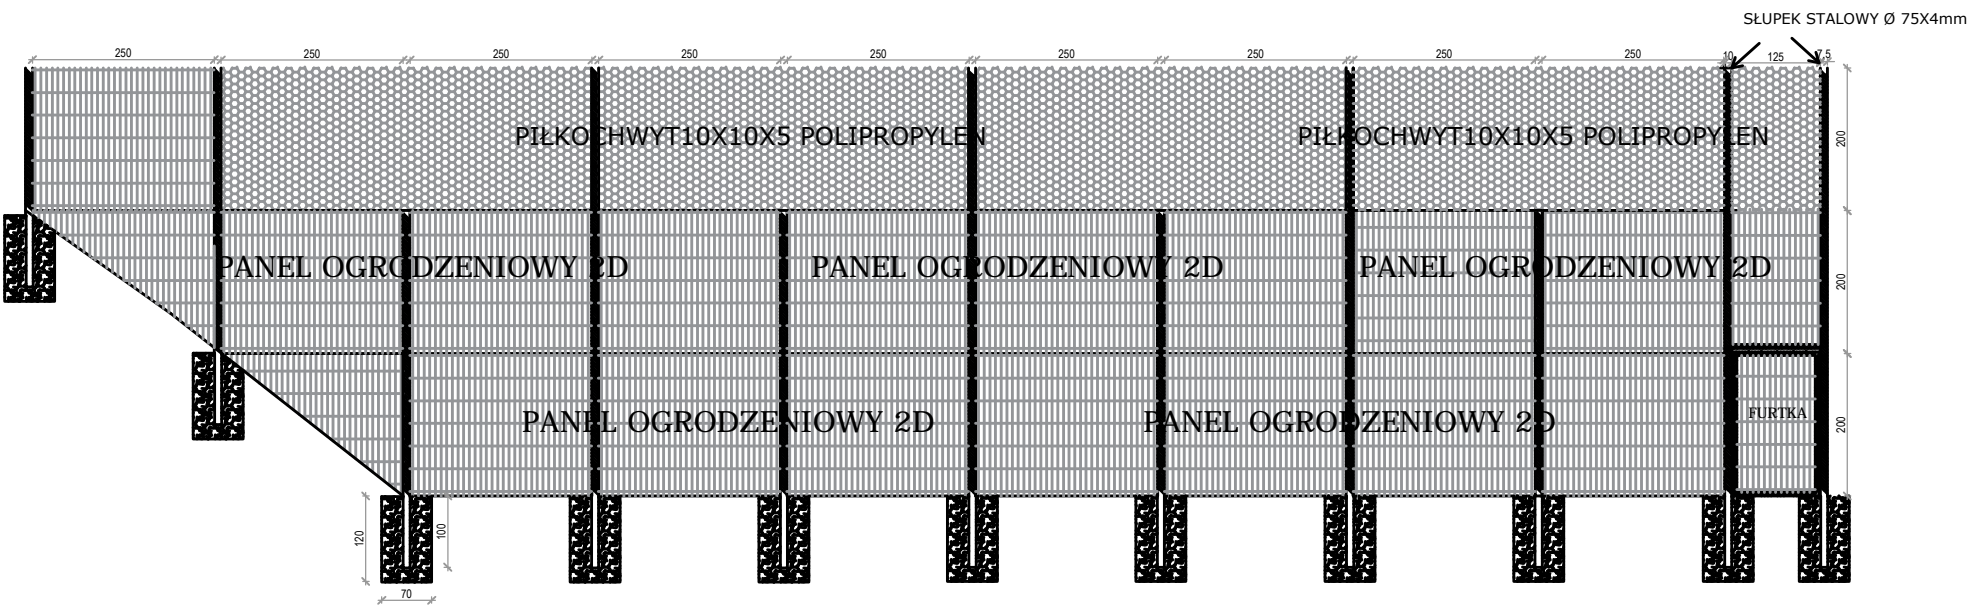 SŁUPEK STALOWY Ø 75X4mm
250 250 250 250 250 250 250 250 250 10 125 7,5
PIŁKOCHWYT10X10X5 POLIPROPYLEN PIŁKOCHWYT10X10X5 POLIPROPYLEN
200
PANEL OGRODZENIOWY 2D PANEL OGRODZENIOWY 2D PANEL OGRODZENIOWY 2D
200
PANEL OGRODZENIOWY 2D PANEL OGRODZENIOWY 2D FURTKA
200
120
100
70